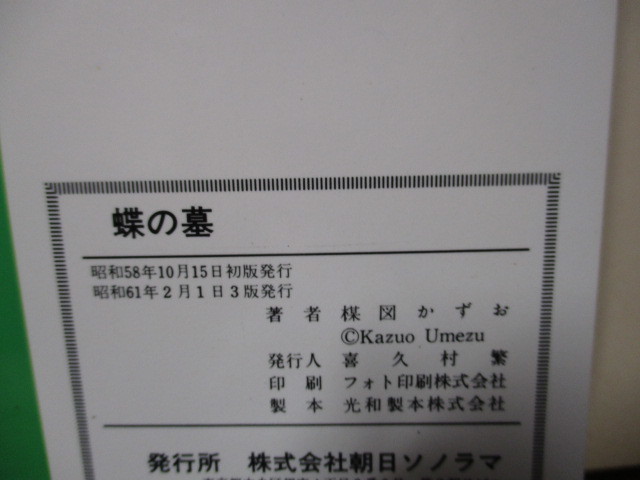 蝶の墓
昭和58年10月15日初版発行
昭和61年2月1日3版発行
著者 楳図かずお
©Kazuo Umezu
発行人 喜久村繁
印刷 フォト印刷株式会社
製本 光和製本株式会社
発行所 株式会社朝日ソノラマ